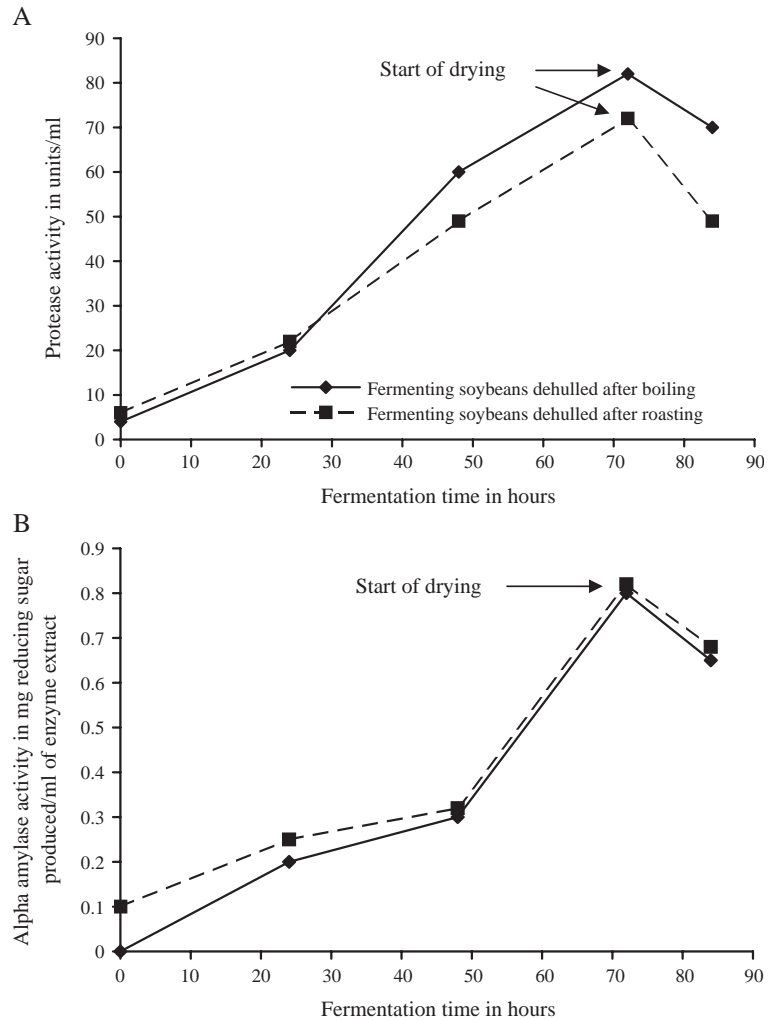 A
90
80
70
60
50
40
30
20
10
0
Protease activity in units/ml
Start of drying
Fermenting soybeans dehulled after boiling
Fermenting soybeans dehulled after roasting
0 10 20 30 40 50 60 70 80 90
Fermentation time in hours
B
0.9
0.8
0.7
0.6
0.5
0.4
0.3
0.2
0.1
0
Alpha amylase activity in mg reducing sugar
produced/ml of enzyme extract
Start of drying
0 10 20 30 40 50 60 70 80 90
Fermentation time in hours